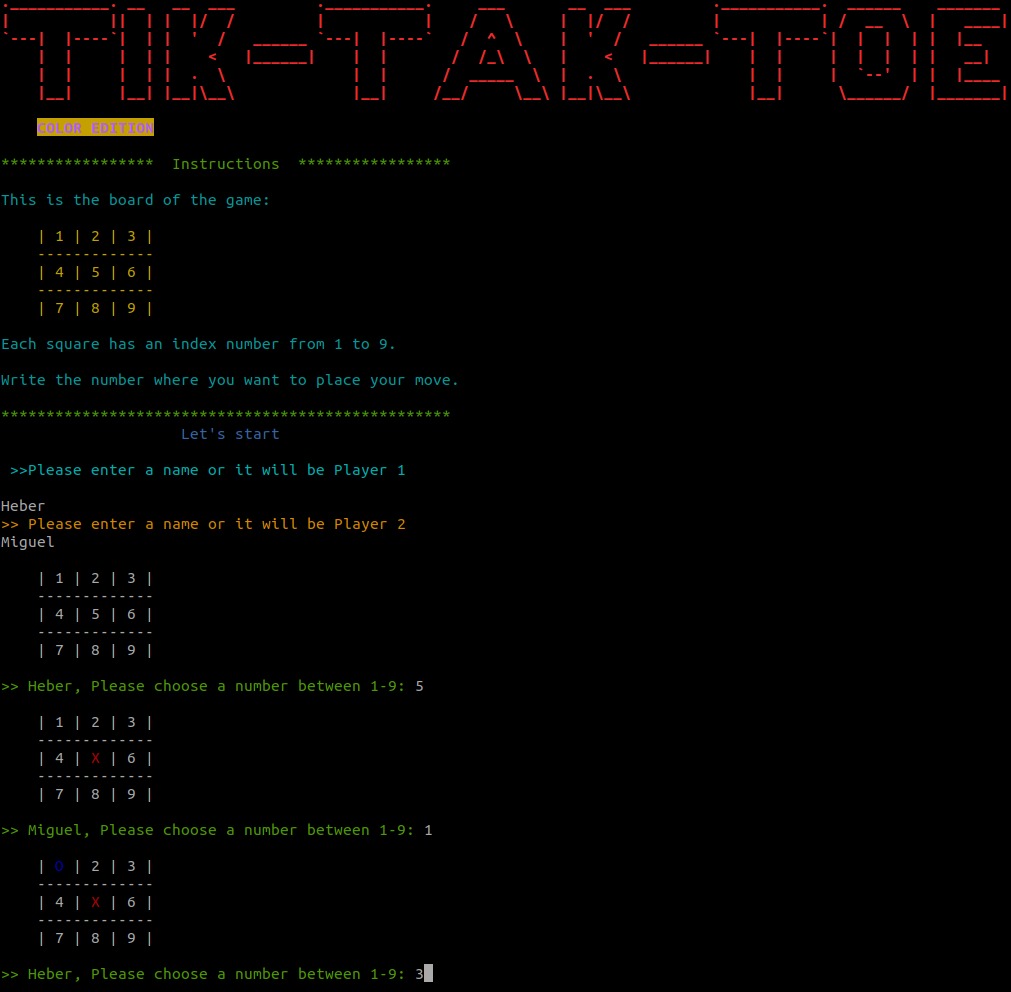 TIK-TAK-TOE
COLOR EDITION
*****************  Instructions  *****************
This is the board of the game:
| 1 | 2 | 3 |
-------------
| 4 | 5 | 6 |
-------------
| 7 | 8 | 9 |
Each square has an index number from 1 to 9.
Write the number where you want to place your move.
**************************************************
Let's start
>>Please enter a name or it will be Player 1
Heber
>> Please enter a name or it will be Player 2
Miguel
| 1 | 2 | 3 |
-------------
| 4 | 5 | 6 |
-------------
| 7 | 8 | 9 |
>> Heber, Please choose a number between 1-9: 5
| 1 | 2 | 3 |
-------------
| 4 | X | 6 |
-------------
| 7 | 8 | 9 |
>> Miguel, Please choose a number between 1-9: 1
| O | 2 | 3 |
-------------
| 4 | X | 6 |
-------------
| 7 | 8 | 9 |
>> Heber, Please choose a number between 1-9: 3